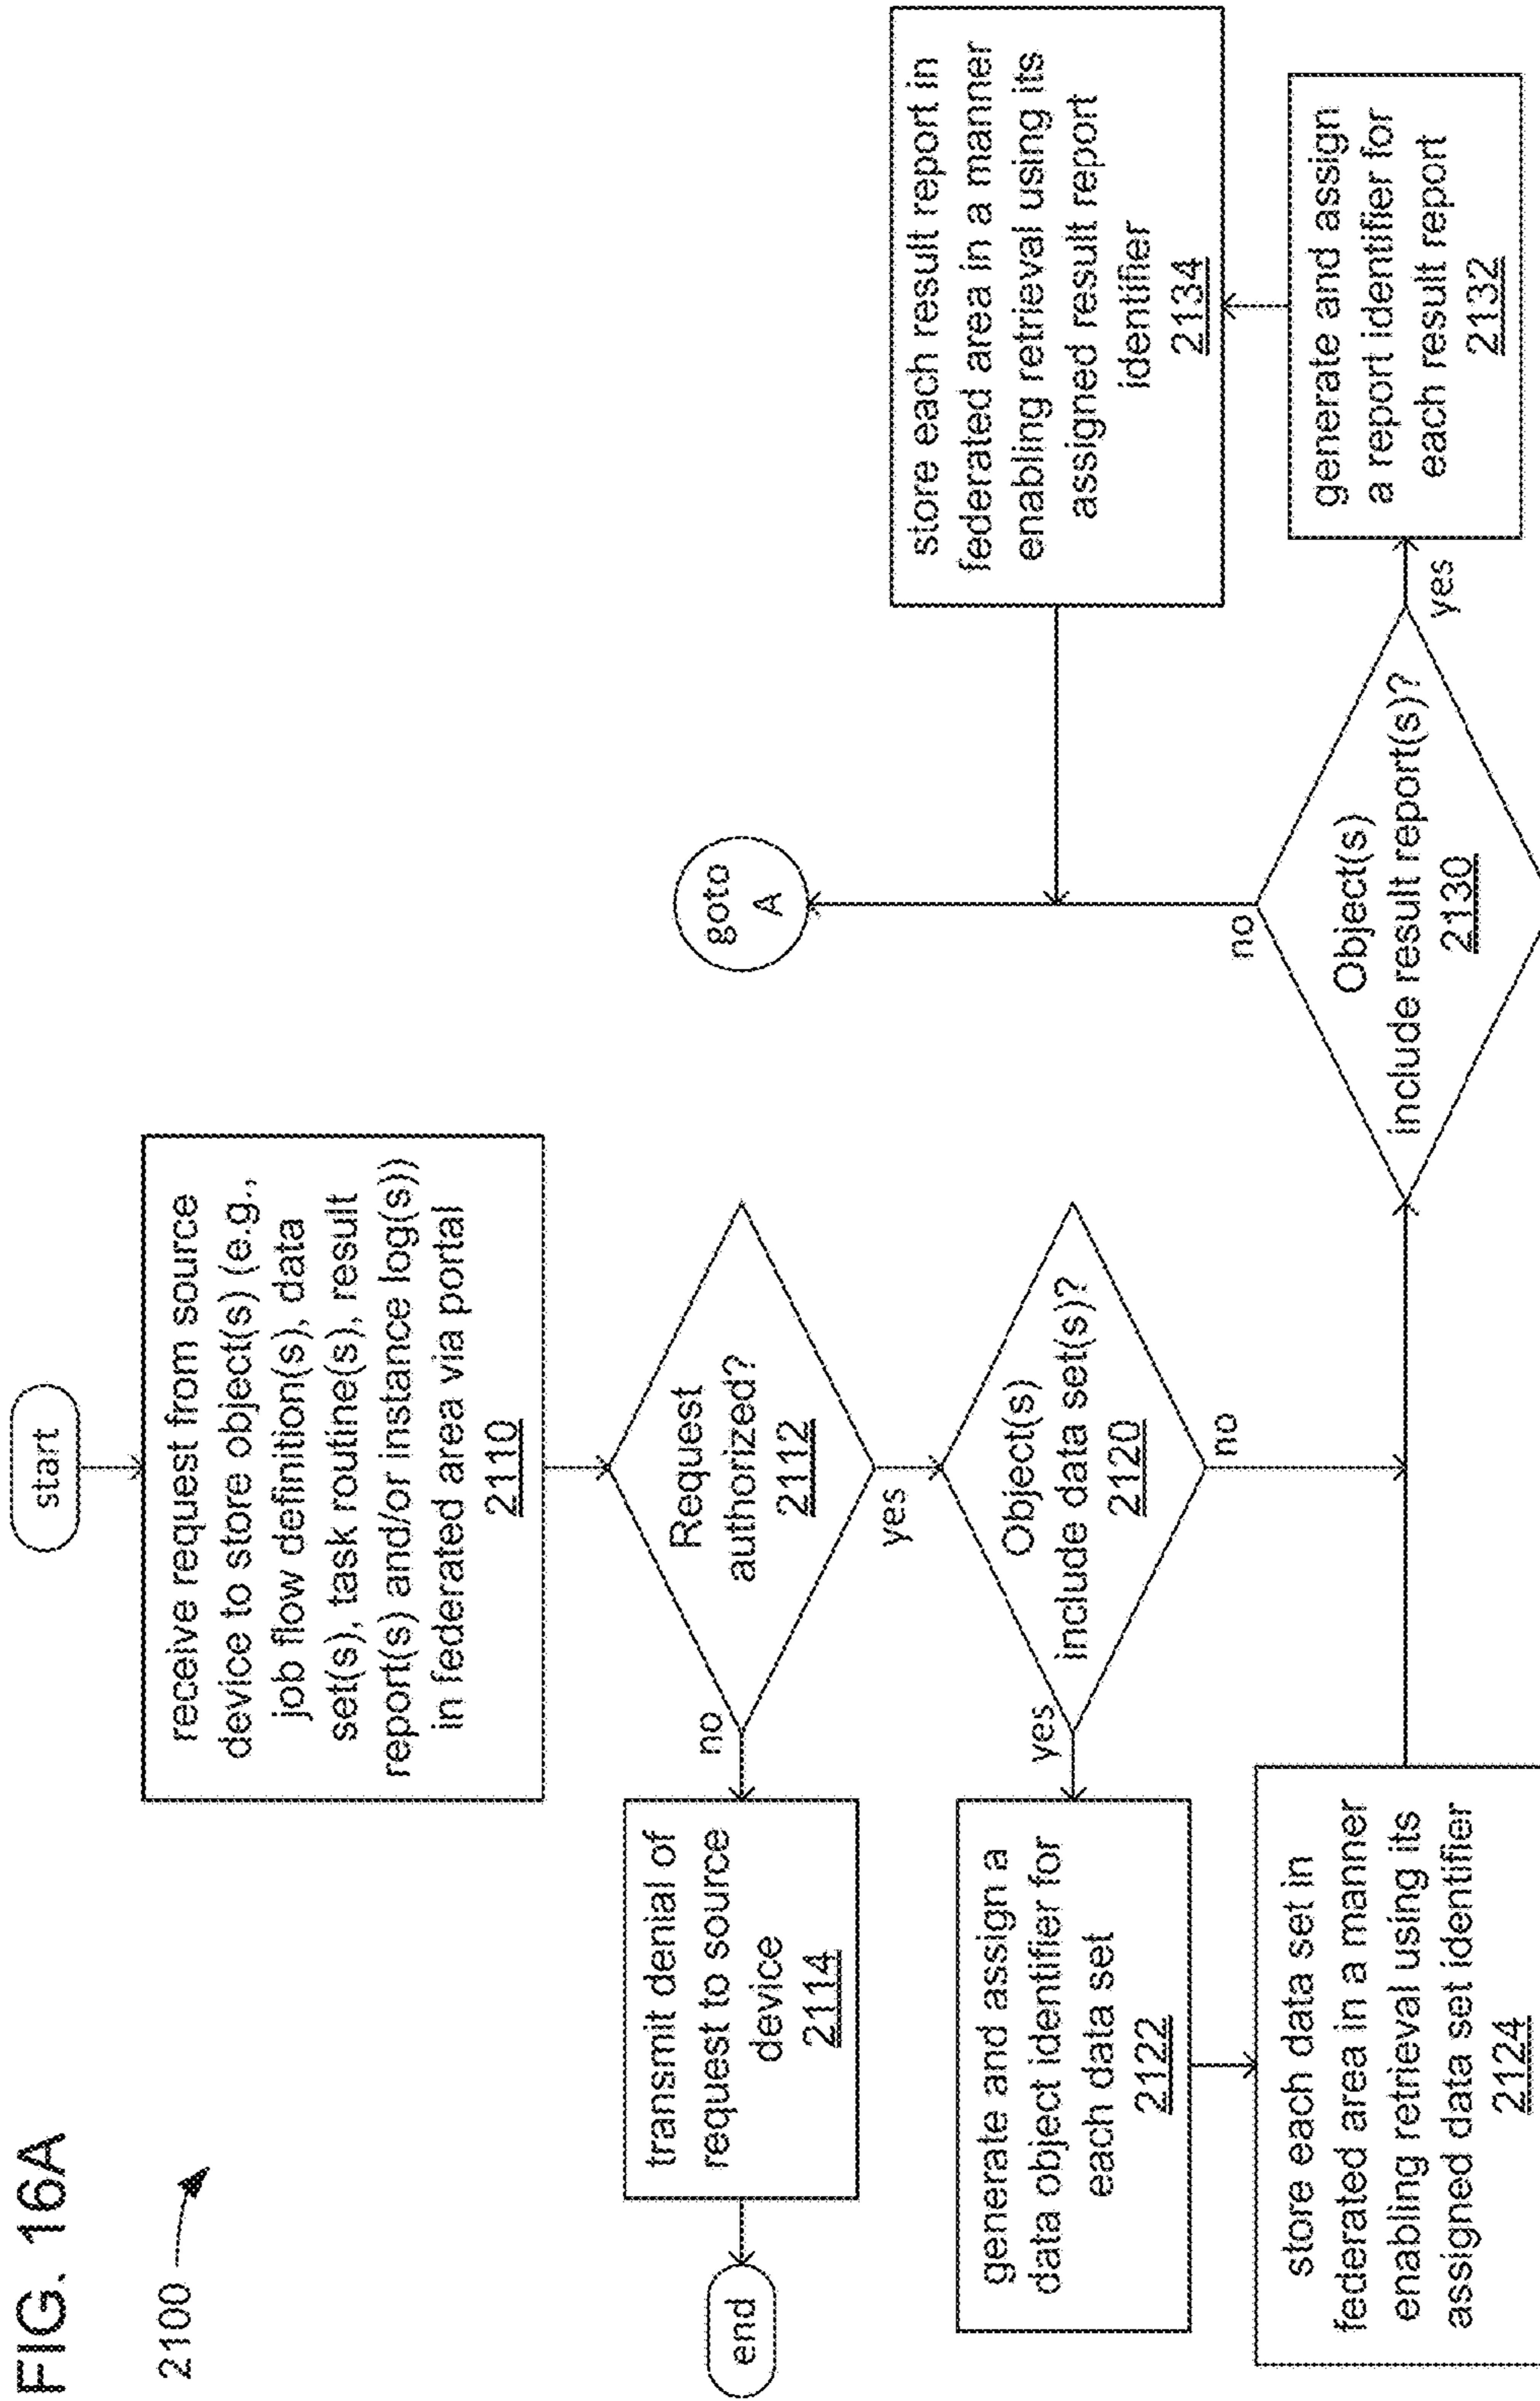 FIG. 16A
2100
start
receive request from source
device to store object(s) (e.g.,
job flow definition(s), data
set(s), task routine(s), result
report(s) and/or instance log(s))
in federated area via portal
2110
Request
authorized?
2112
no
yes
transmit denial of
request to source
device
2114
end
Object(s)
include data set(s)?
2120
yes
no
generate and assign a
data object identifier for
each data set
2122
store each data set in
federated area in a manner
enabling retrieval using its
assigned data set identifier
2124
Object(s)
include result report(s)?
2130
no
yes
generate and assign
a report identifier for
each result report
2132
store each result report in
federated area in a manner
enabling retrieval using its
assigned result report
identifier
2134
goto
A